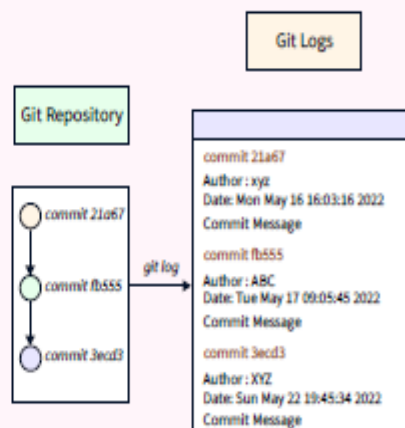 Git Logs
Git Repository
commit 21a67
commit fb555
commit 3ecd3
git log
commit 21a67
Author : xyz
Date: Mon May 16 16:03:16 2022
Commit Message
commit fb555
Author : ABC
Date: Tue May 17 09:05:45 2022
Commit Message
commit 3ecd3
Author : XYZ
Date: Sun May 22 19:45:34 2022
Commit Message